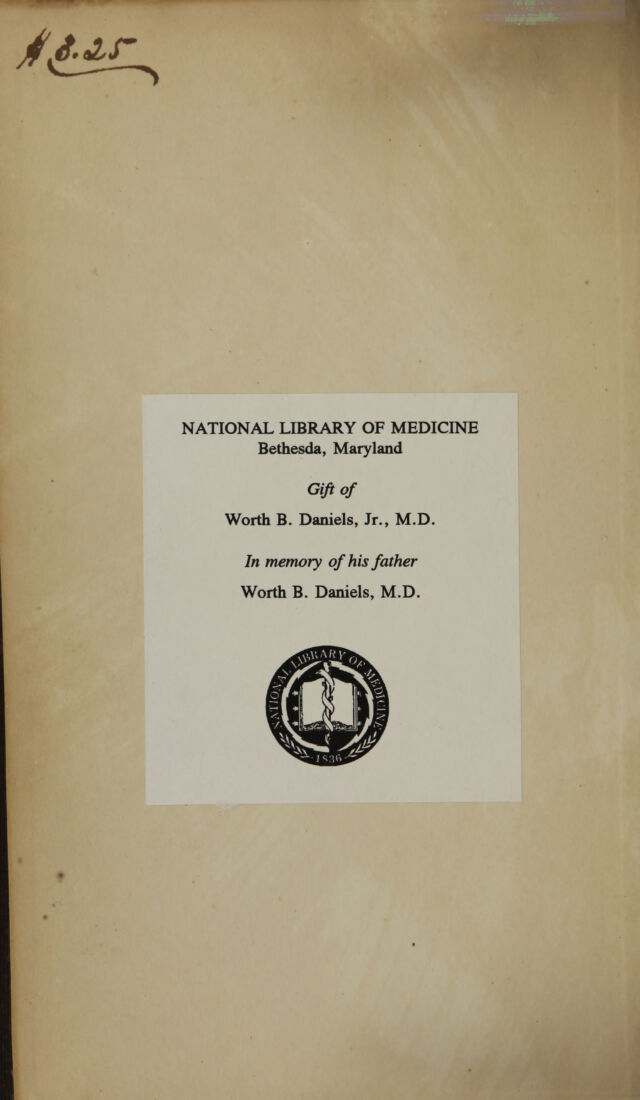 $ 3.25
NATIONAL LIBRARY OF MEDICINE
Bethesda, Maryland
Gift of
Worth B. Daniels, Jr., M.D.
In memory of his father
Worth B. Daniels, M.D.
NATIONAL LIBRARY OF MEDICINE
1836